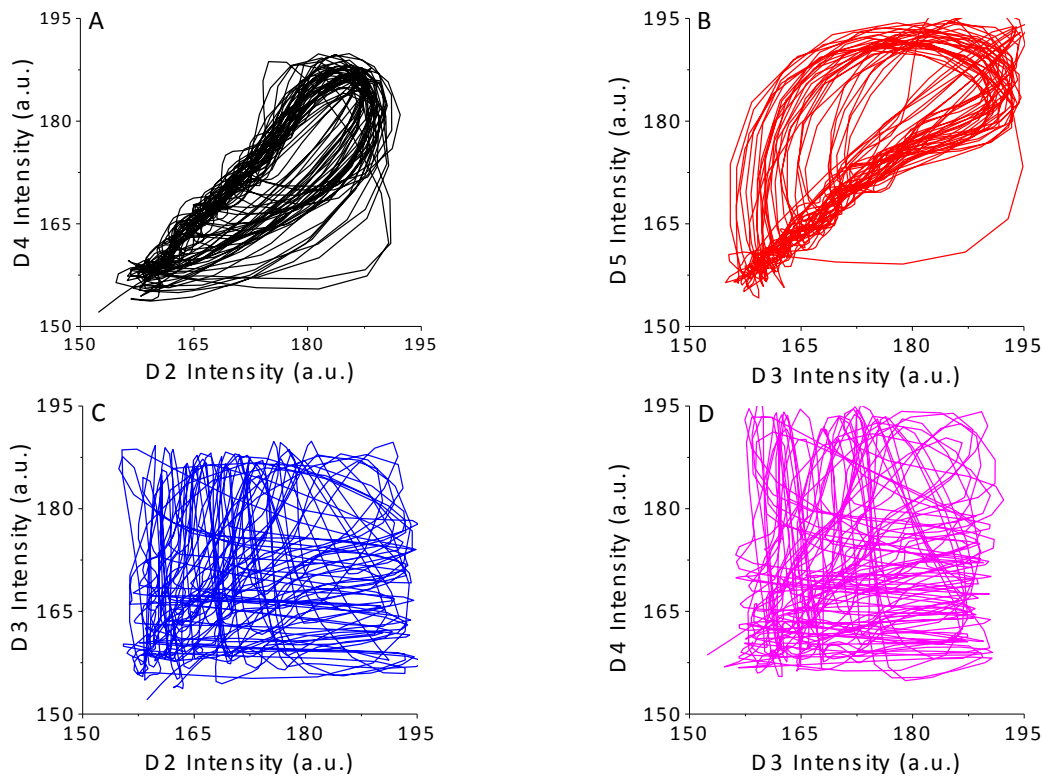 A
195
180
165
150
D4 Intensity (a.u.)
150 165 180 195
D2 Intensity (a.u.)
B
195
180
165
150
D5 Intensity (a.u.)
150 165 180 195
D3 Intensity (a.u.)
C
195
180
165
150
D3 Intensity (a.u.)
150 165 180 195
D2 Intensity (a.u.)
D
195
180
165
150
D4 Intensity (a.u.)
150 165 180 195
D3 Intensity (a.u.)